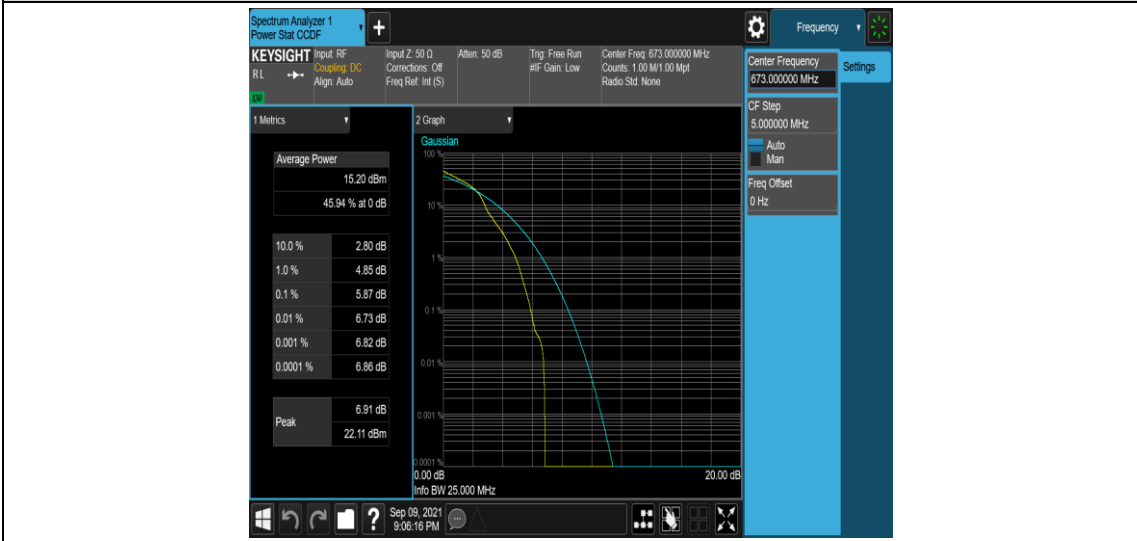 Spectrum Analyzer 1
Power Stat CCDF
+
Frequency
KEYSIGHT
RL
LM
Input: RF
Coupling: DC
Align: Auto
Input Z: 50 Ω
Corrections: Off
Freq Ref: Int (S)
Atten: 50 dB
Trig: Free Run
#IF Gain: Low
Center Freq: 673.000000 MHz
Counts: 1.00 M/1.00 Mpt
Radio Std: None
Center Frequency
673.000000 MHz
Settings
CF Step
5.000000 MHz
Auto
Man
Freq Offset
0 Hz
1 Metrics
Average Power
15.20 dBm
45.94 % at 0 dB
10.0 % 2.80 dB
1.0 % 4.85 dB
0.1 % 5.87 dB
0.01 % 6.73 dB
0.001 % 6.82 dB
0.0001 % 6.86 dB
Peak
6.91 dB
22.11 dBm
2 Graph
Gaussian
100 %
10 %
1 %
0.1 %
0.01 %
0.001 %
0.0001 %
0.00 dB 20.00 dB
Info BW 25.000 MHz
?
Sep 09, 2021
9:06:16 PM